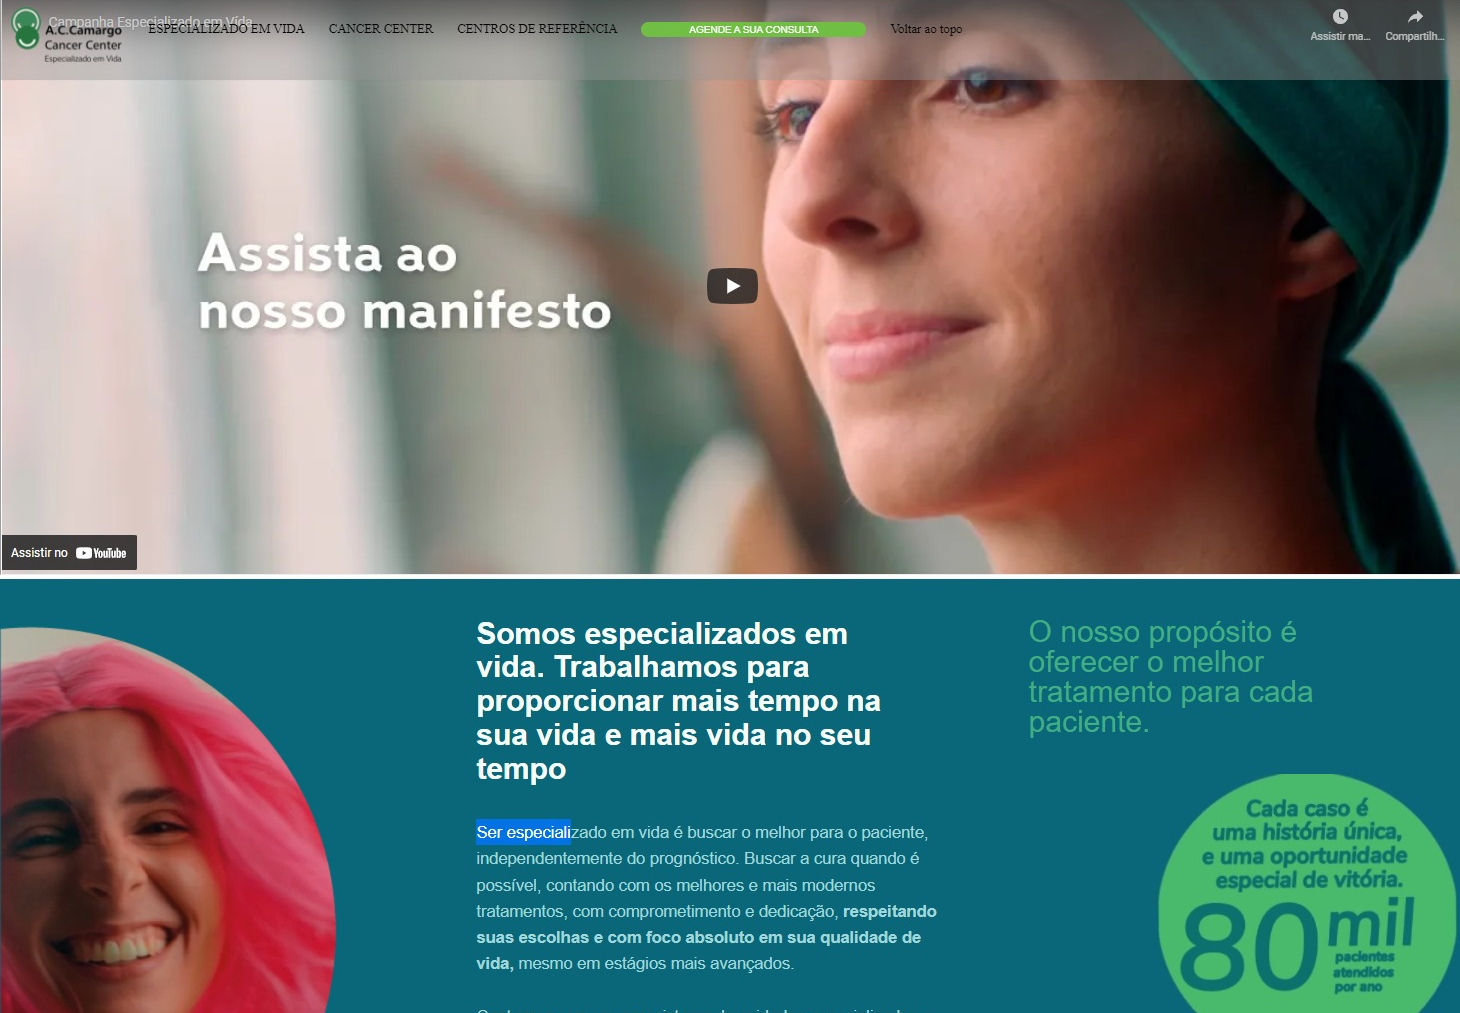 Campanha Especializado em Vida
A.C.Camargo
Cancer Center
Especializado em Vida
ESPECIALIZADO EM VIDA
CANCER CENTER
CENTROS DE REFERÊNCIA
AGENDE A SUA CONSULTA
Voltar ao topo
Assistir ma...
Compartilh...
Assista ao
nosso manifesto
Assistir no YouTube
Somos especializados em
vida. Trabalhamos para
proporcionar mais tempo na
sua vida e mais vida no seu
tempo
Ser especializado em vida é buscar o melhor para o paciente,
independentemente do prognóstico. Buscar a cura quando é
possível, contando com os melhores e mais modernos
tratamentos, com comprometimento e dedicação, respeitando
suas escolhas e com foco absoluto em sua qualidade de
vida, mesmo em estágios mais avançados.
O nosso propósito é
oferecer o melhor
tratamento para cada
paciente.
Cada caso é
uma história única,
e uma oportunidade
especial de vitória.
80 mil
pacientes
atendidos
por ano